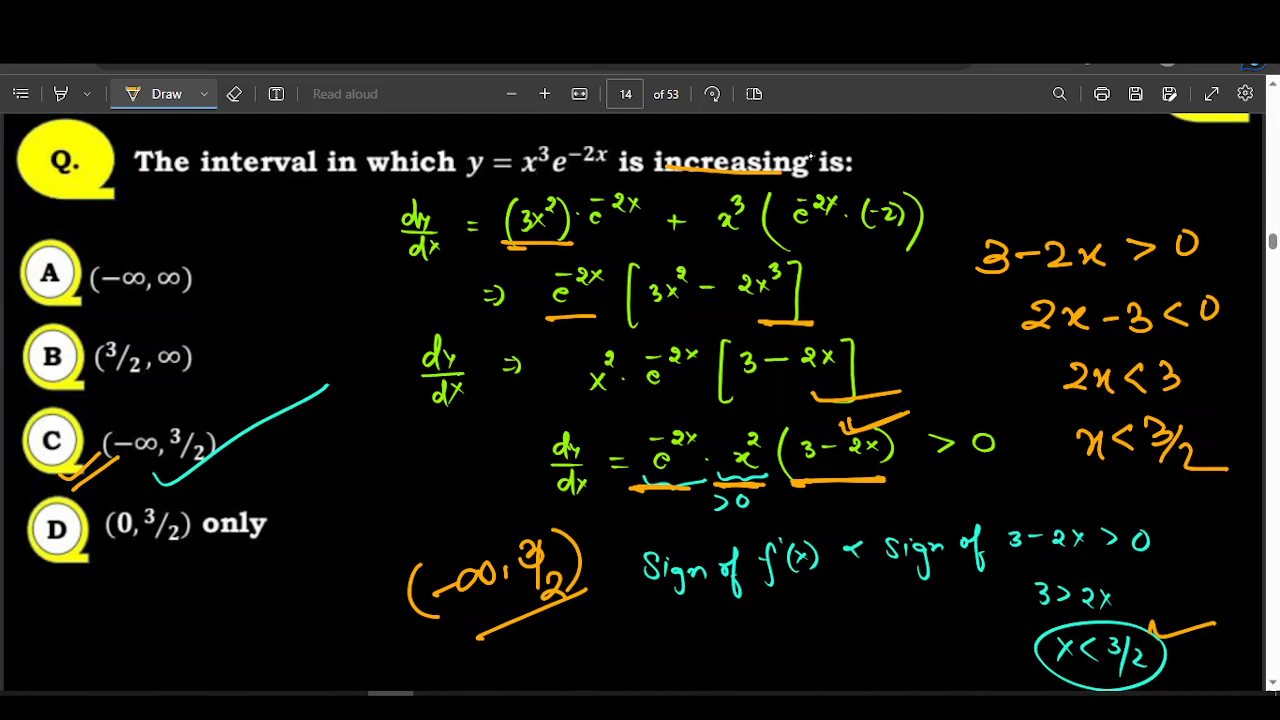 Draw
Read aloud
14 of 53
Q. The interval in which y = x³e⁻²ˣ is increasing is:
A (−∞, ∞)
B (³/₂, ∞)
C (−∞, ³/₂)
D (0, ³/₂) only
dy/dx = (3x²)·e⁻²ˣ + x³(e⁻²ˣ·(-2))
⇒ e⁻²ˣ [3x² − 2x³]
dy/dx ⇒ x²·e⁻²ˣ [3 − 2x]
dy/dx = e⁻²ˣ · x² (3 − 2x) > 0
>0
(−∞, 3/2)
Sign of f'(x) ∝ Sign of 3−2x > 0
3 > 2x
x < 3/2
3−2x > 0
2x −3 < 0
2x < 3
x < 3/2